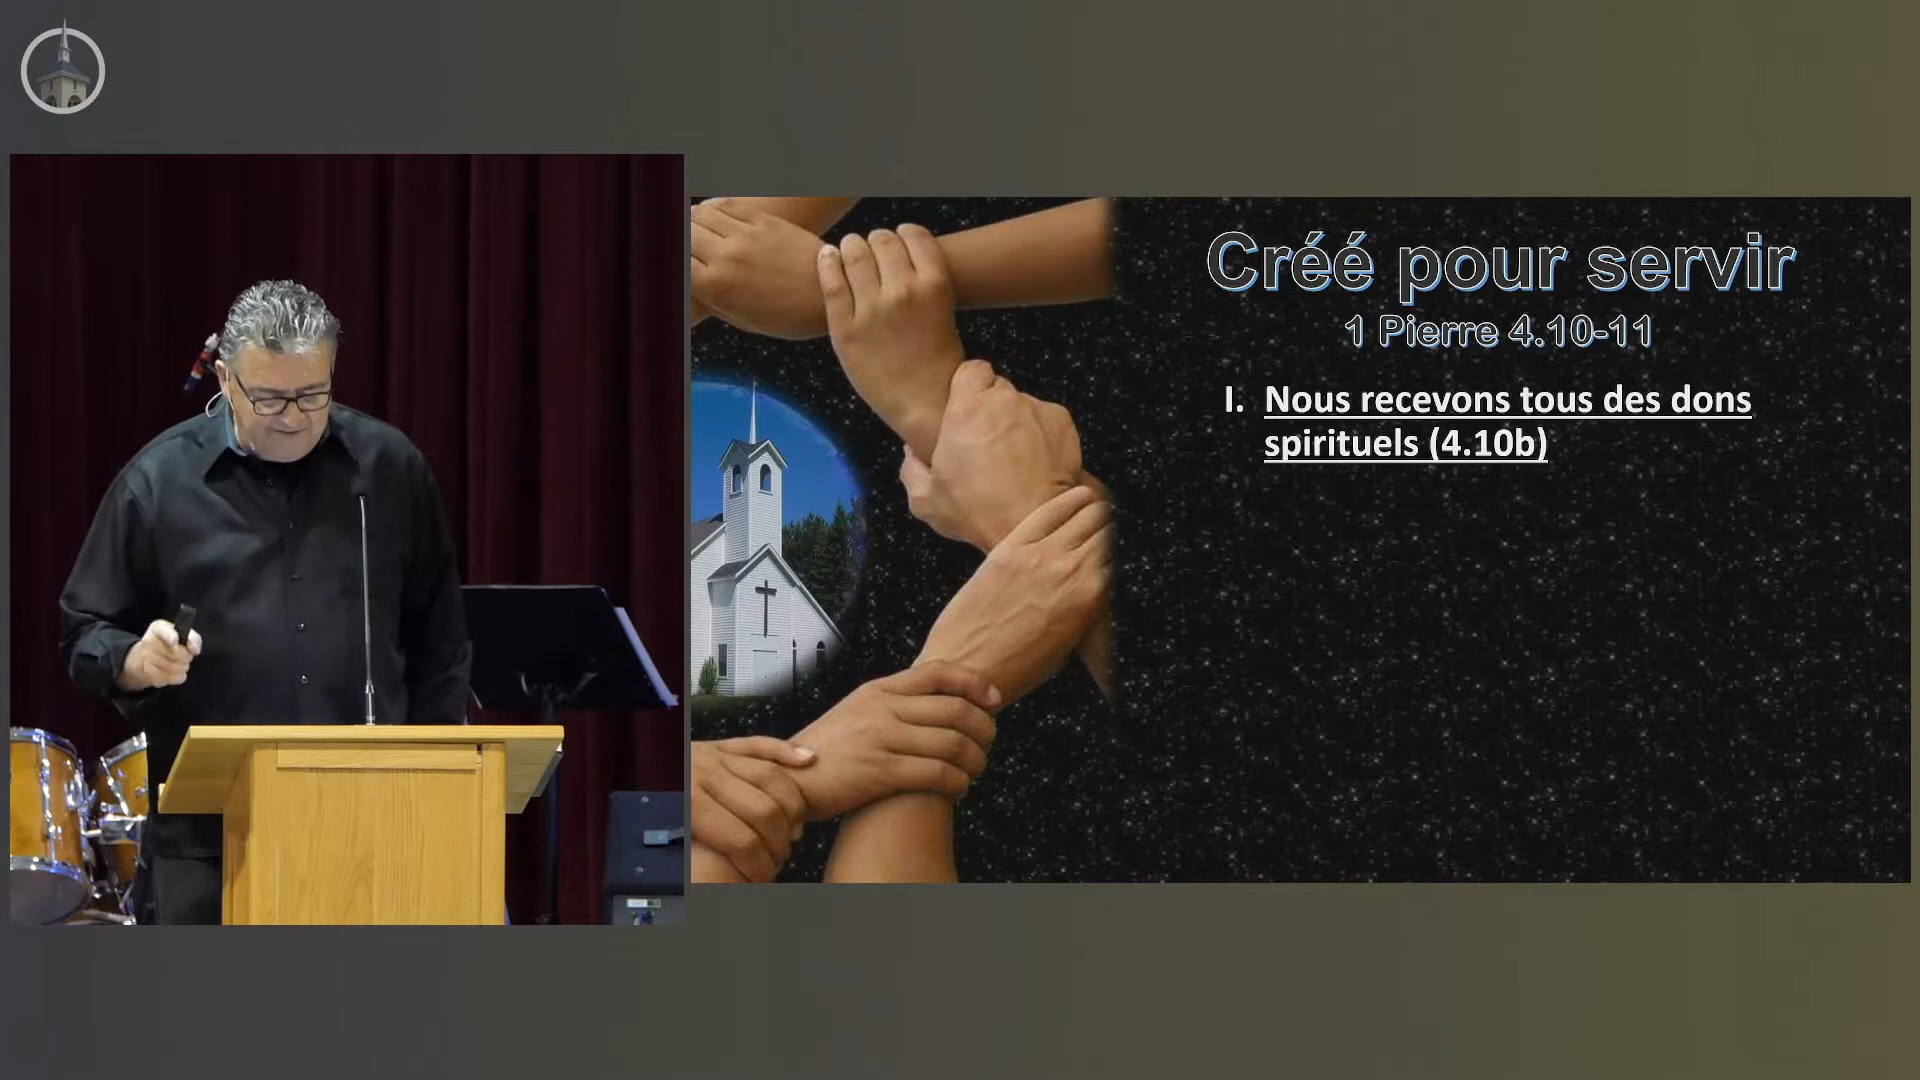 Créé pour servir
1 Pierre 4.10-11
I. Nous recevons tous des dons
spirituels (4.10b)